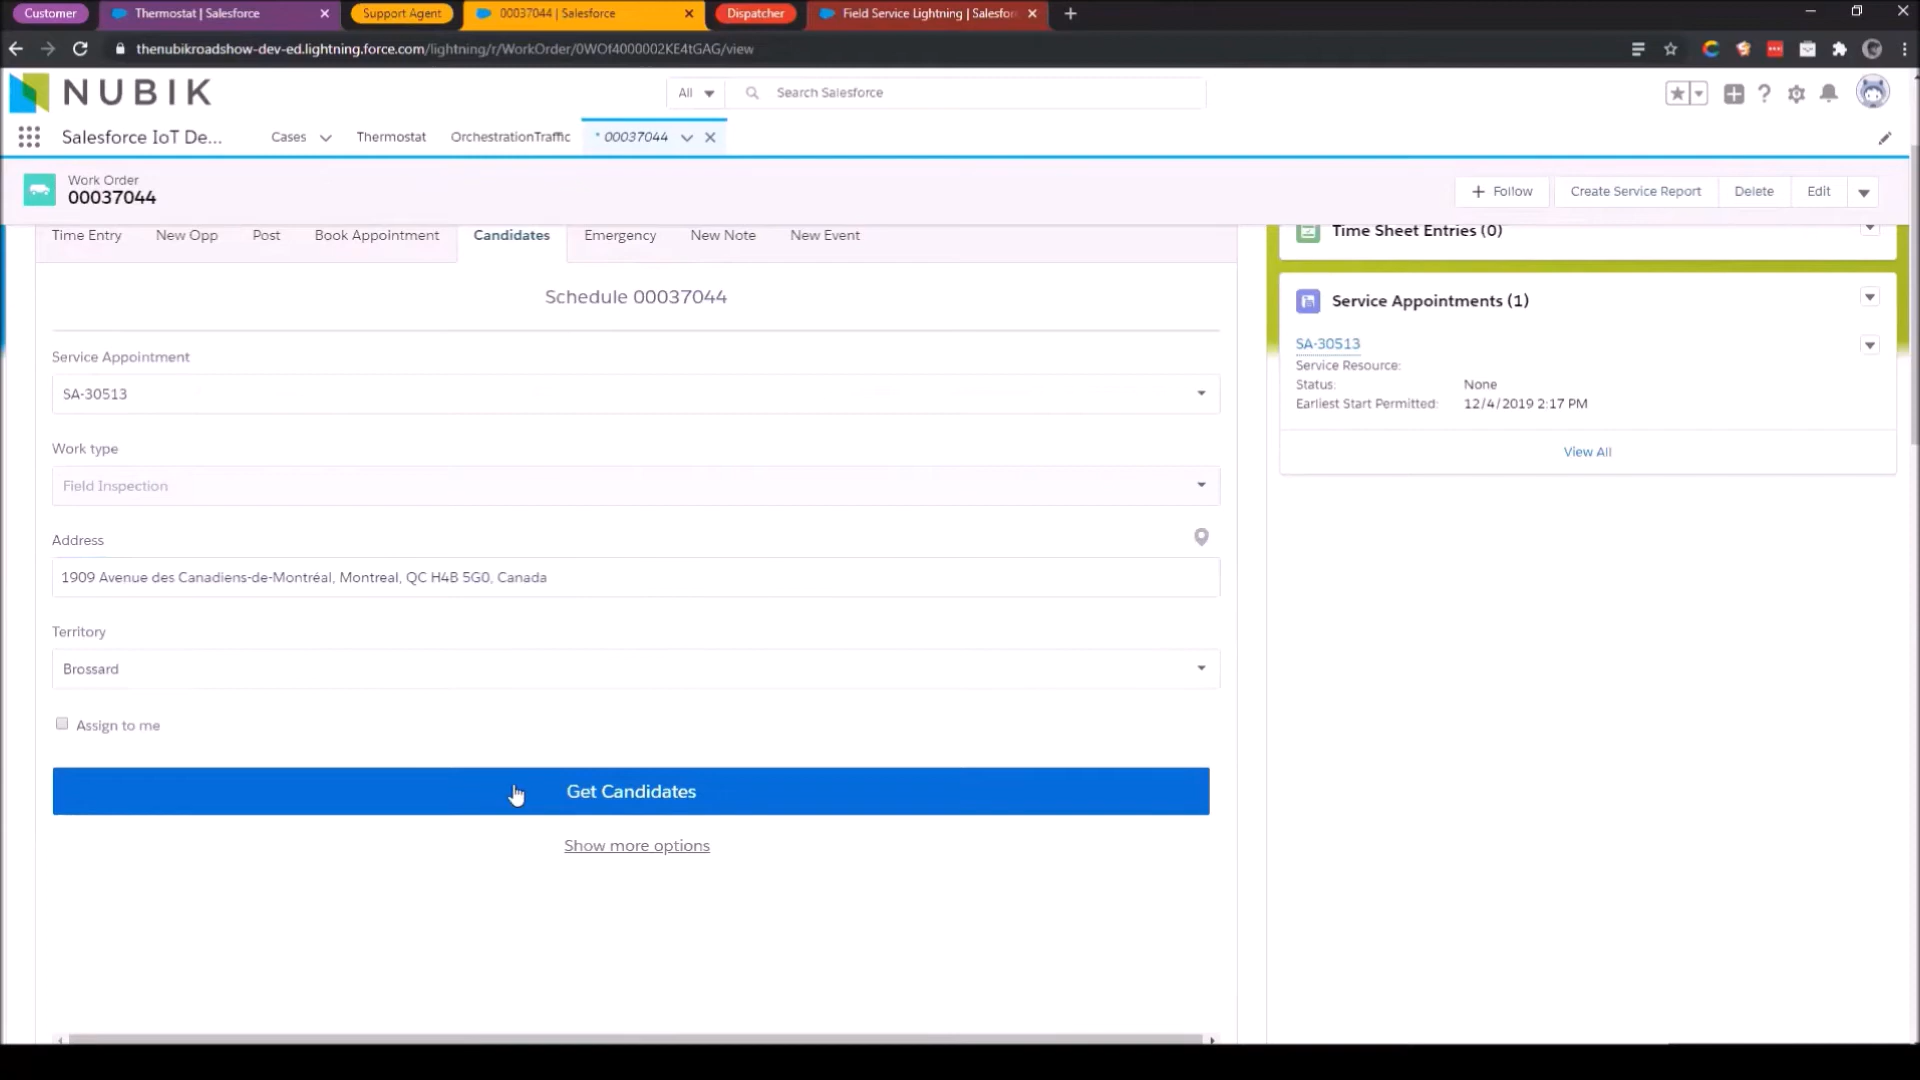 Customer
Thermostat | Salesforce
Support Agent
00037044 | Salesforce
Dispatcher
Field Service Lightning | Salesfor
thenubikroadshow-dev-ed.lightning.force.com/lightning/r/WorkOrder/0WOf4000002KE4tGAG/view
NUBIK
All
Search Salesforce
Salesforce IoT De...
Cases
Thermostat
OrchestrationTraffic
* 00037044
Work Order
00037044
Follow
Create Service Report
Delete
Edit
Time Entry
New Opp
Post
Book Appointment
Candidates
Emergency
New Note
New Event
Schedule 00037044
Service Appointment
SA-30513
Work type
Field Inspection
Address
1909 Avenue des Canadiens-de-Montréal, Montreal, QC H4B 5G0, Canada
Territory
Brossard
Assign to me
Get Candidates
Show more options
Time Sheet Entries (0)
Service Appointments (1)
SA-30513
Service Resource:
Status: None
Earliest Start Permitted: 12/4/2019 2:17 PM
View All